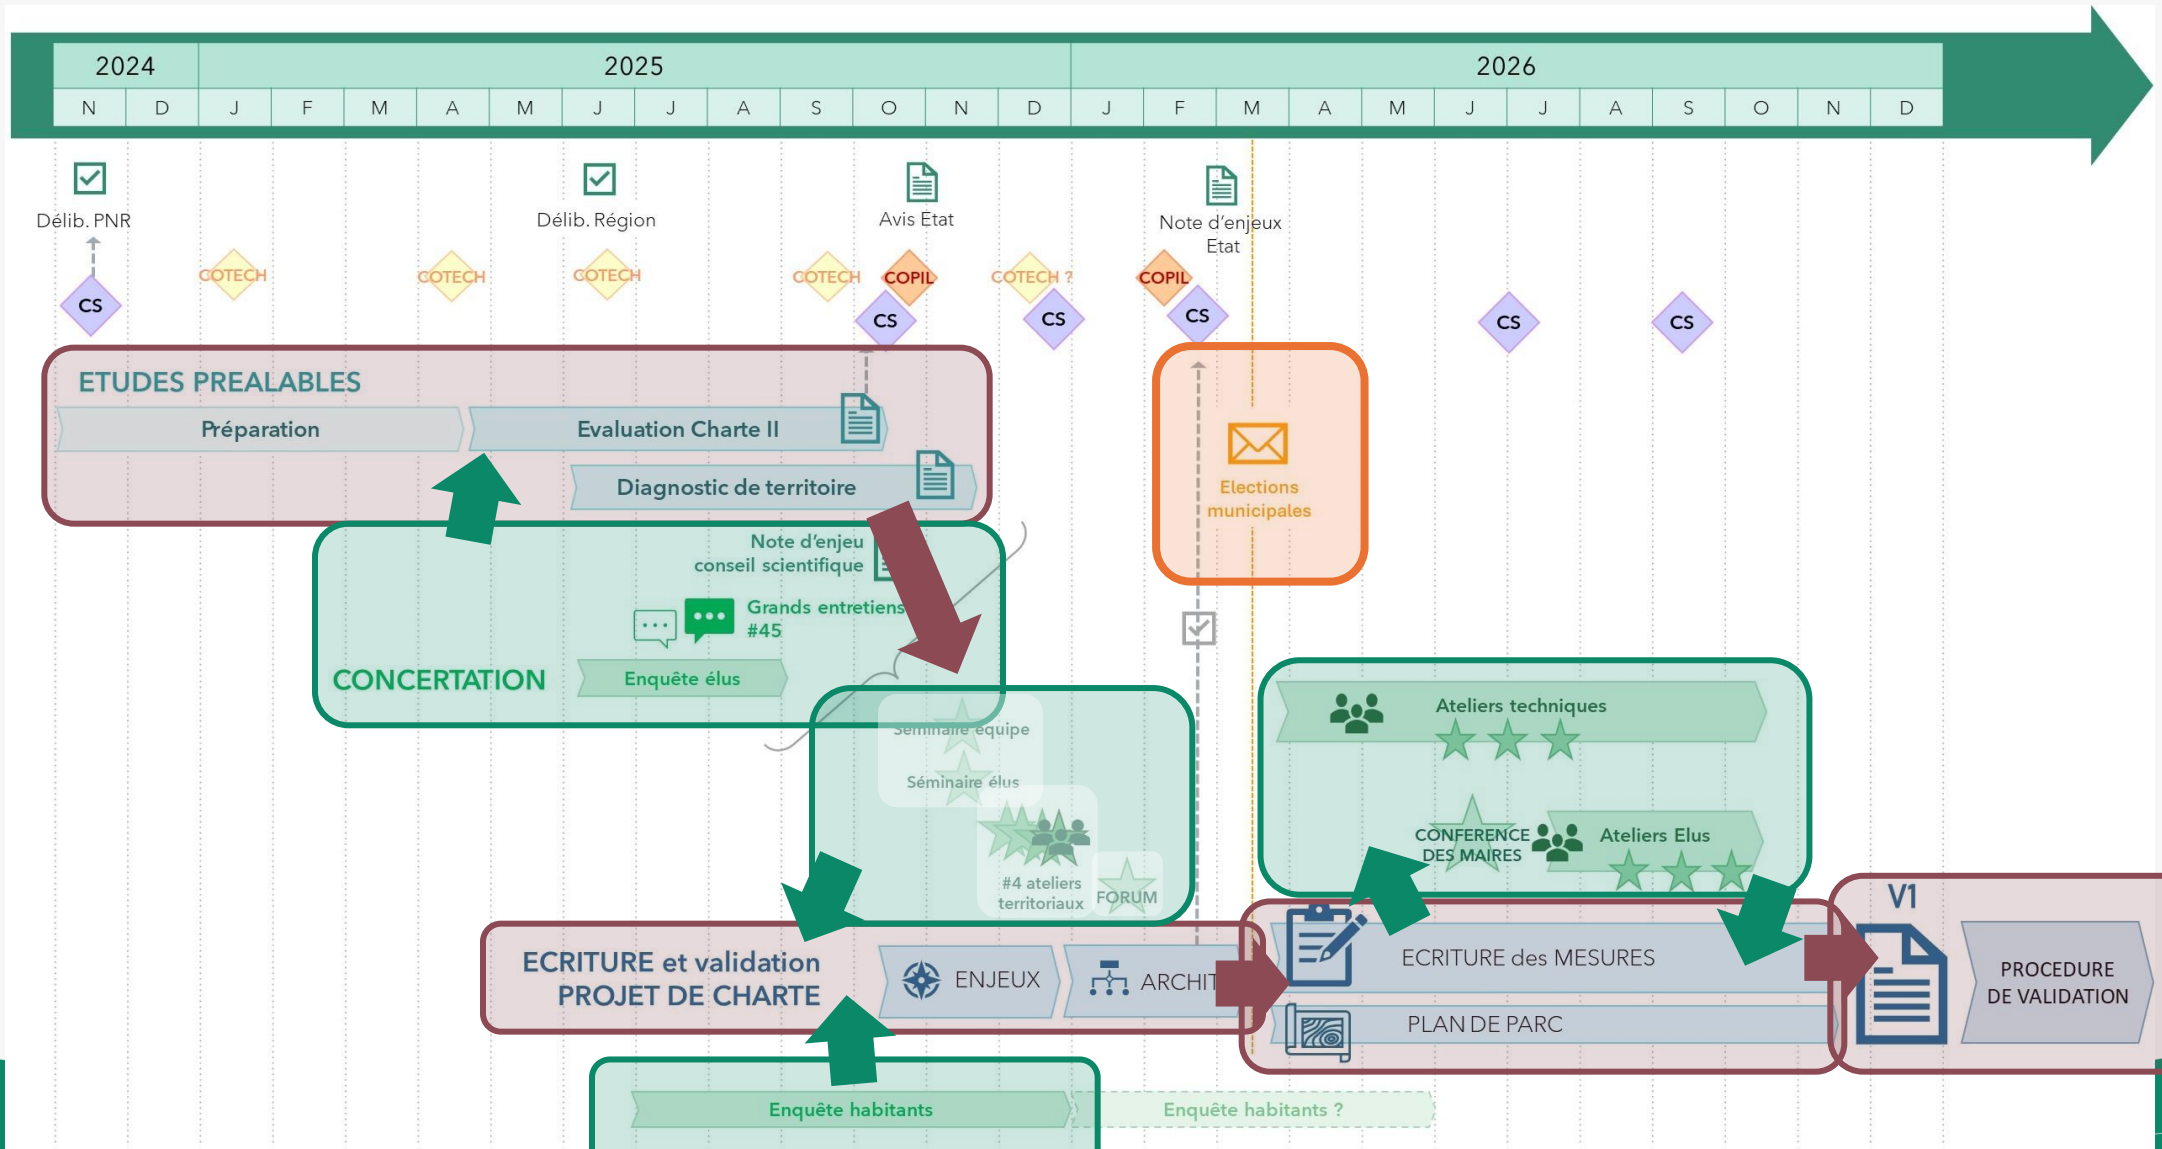 2024
2025
2026
N D J F M A M J J A S O N D J F M A M J J A S O N D
Délib. PNR
Délib. Région
Avis Etat
Note d'enjeux
Etat
COTECH
COTECH
COTECH
COTECH
COPIL
COTECH ?
COPIL
CS
CS
CS
CS
CS
CS
ETUDES PREALABLES
Préparation
Evaluation Charte II
Diagnostic de territoire
Elections
municipales
Note d'enjeu
conseil scientifique
Grands entretiens
#45
CONCERTATION
Enquête élus
Séminaire équipe
Séminaire élus
#4 ateliers
territoriaux
FORUM
Ateliers techniques
CONFERENCE
DES MAIRES
Ateliers Elus
ECRITURE et validation
PROJET DE CHARTE
ENJEUX
ARCHIT
ECRITURE des MESURES
PLAN DE PARC
V1
PROCEDURE
DE VALIDATION
Enquête habitants
Enquête habitants ?